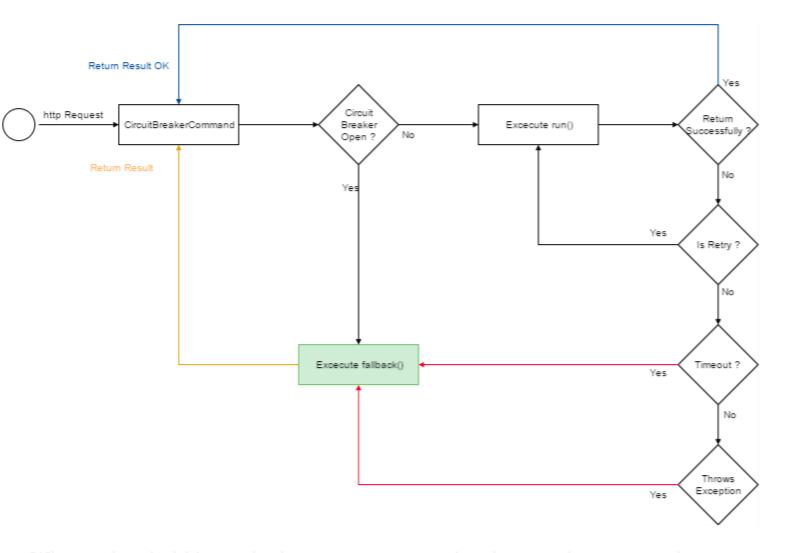 Return Result OK
Yes
http Request
CircuitBreakerCommand
Circuit
Breaker
Open ?
No
Excecute run()
Return
Successfully ?
Return Result
No
Yes
Yes
Is Retry ?
No
Excecute fallback()
Timeout ?
Yes
No
Throws
Exception
Yes